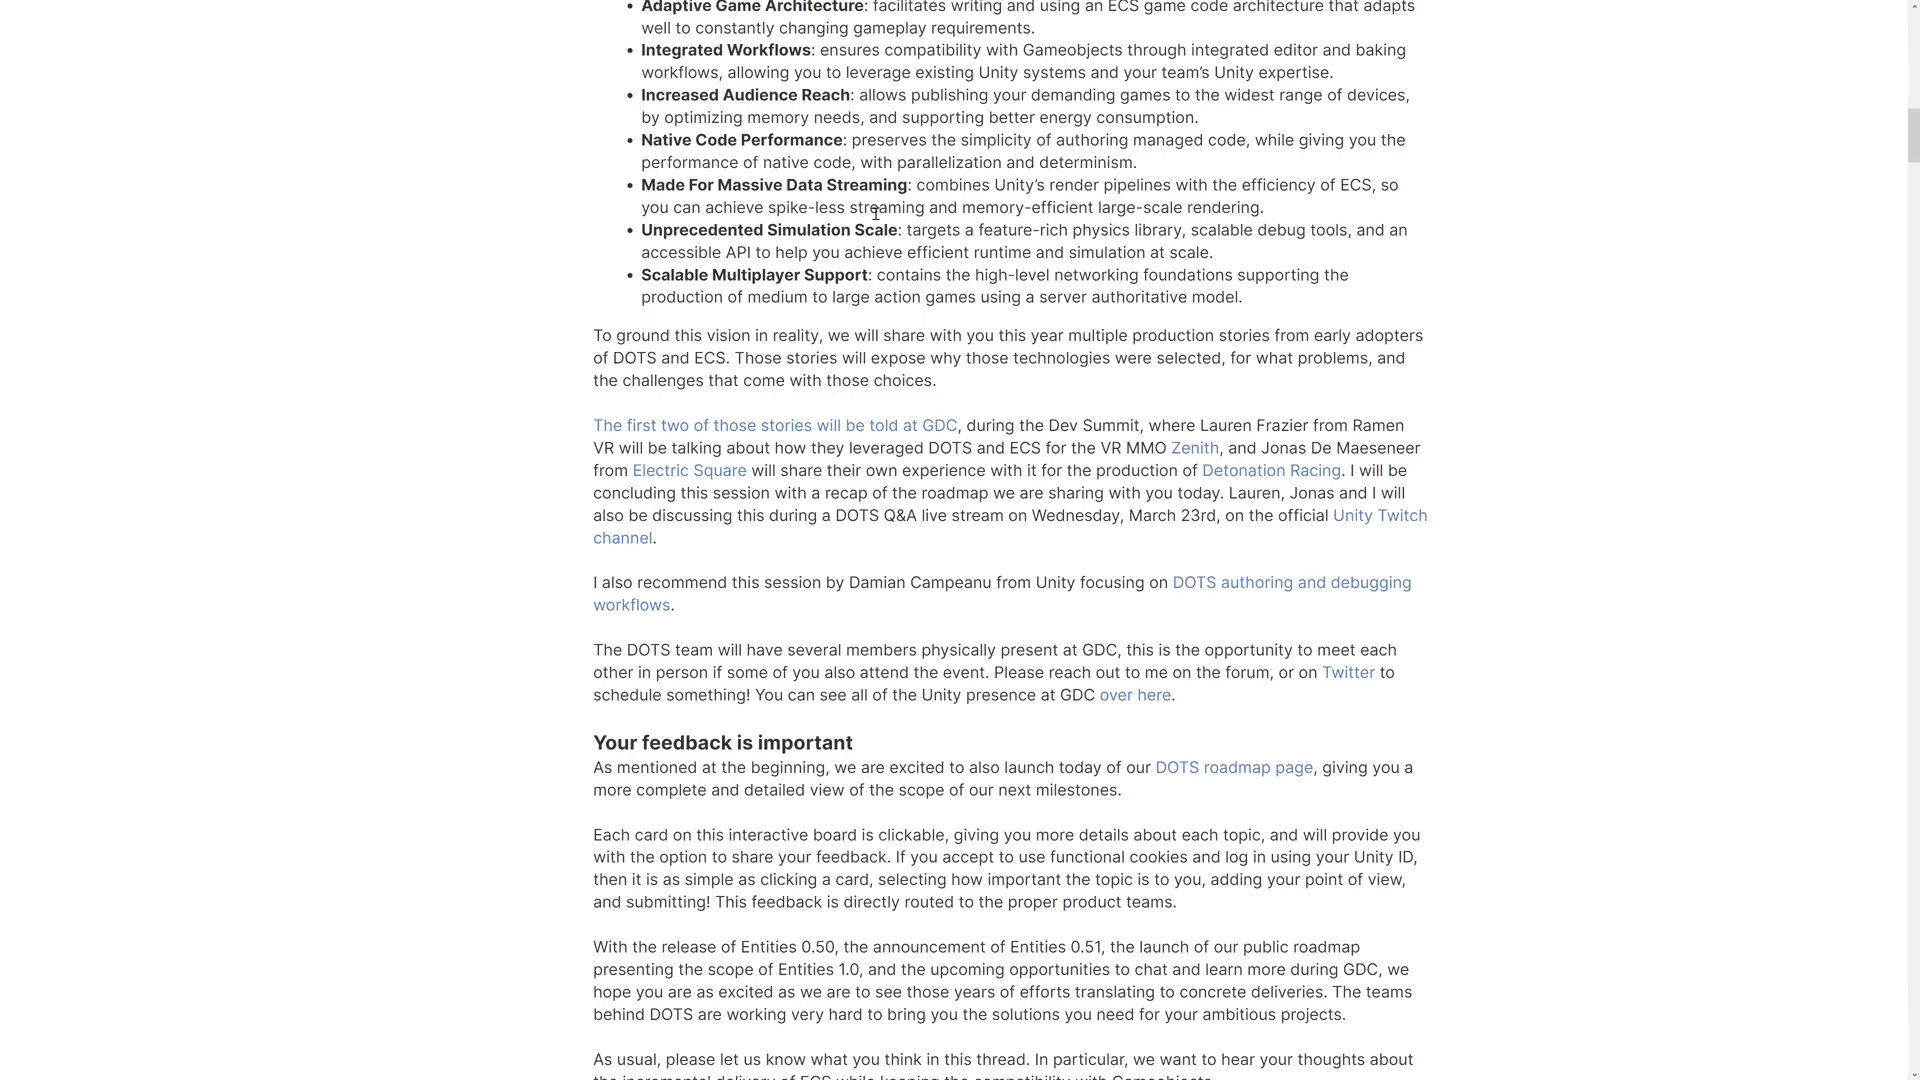 Adaptive Game Architecture: facilitates writing and using an ECS game code architecture that adapts
well to constantly changing gameplay requirements.
Integrated Workflows: ensures compatibility with Gameobjects through integrated editor and baking
workflows, allowing you to leverage existing Unity systems and your team’s Unity expertise.
Increased Audience Reach: allows publishing your demanding games to the widest range of devices,
by optimizing memory needs, and supporting better energy consumption.
Native Code Performance: preserves the simplicity of authoring managed code, while giving you the
performance of native code, with parallelization and determinism.
Made For Massive Data Streaming: combines Unity’s render pipelines with the efficiency of ECS, so
you can achieve spike-less streaming and memory-efficient large-scale rendering.
Unprecedented Simulation Scale: targets a feature-rich physics library, scalable debug tools, and an
accessible API to help you achieve efficient runtime and simulation at scale.
Scalable Multiplayer Support: contains the high-level networking foundations supporting the
production of medium to large action games using a server authoritative model.
To ground this vision in reality, we will share with you this year multiple production stories from early adopters
of DOTS and ECS. Those stories will expose why those technologies were selected, for what problems, and
the challenges that come with those choices.
The first two of those stories will be told at GDC, during the Dev Summit, where Lauren Frazier from Ramen
VR will be talking about how they leveraged DOTS and ECS for the VR MMO Zenith, and Jonas De Maeseneer
from Electric Square will share their own experience with it for the production of Detonation Racing. I will be
concluding this session with a recap of the roadmap we are sharing with you today. Lauren, Jonas and I will
also be discussing this during a DOTS Q&A live stream on Wednesday, March 23rd, on the official Unity Twitch
channel.
I also recommend this session by Damian Campeanu from Unity focusing on DOTS authoring and debugging
workflows.
The DOTS team will have several members physically present at GDC, this is the opportunity to meet each
other in person if some of you also attend the event. Please reach out to me on the forum, or on Twitter to
schedule something! You can see all of the Unity presence at GDC over here.
Your feedback is important
As mentioned at the beginning, we are excited to also launch today of our DOTS roadmap page, giving you a
more complete and detailed view of the scope of our next milestones.
Each card on this interactive board is clickable, giving you more details about each topic, and will provide you
with the option to share your feedback. If you accept to use functional cookies and log in using your Unity ID,
then it is as simple as clicking a card, selecting how important the topic is to you, adding your point of view,
and submitting! This feedback is directly routed to the proper product teams.
With the release of Entities 0.50, the announcement of Entities 0.51, the launch of our public roadmap
presenting the scope of Entities 1.0, and the upcoming opportunities to chat and learn more during GDC, we
hope you are as excited as we are to see those years of efforts translating to concrete deliveries. The teams
behind DOTS are working very hard to bring you the solutions you need for your ambitious projects.
As usual, please let us know what you think in this thread. In particular, we want to hear your thoughts about
the incremental delivery of ECS while keeping the compatibility with Gameobjects.